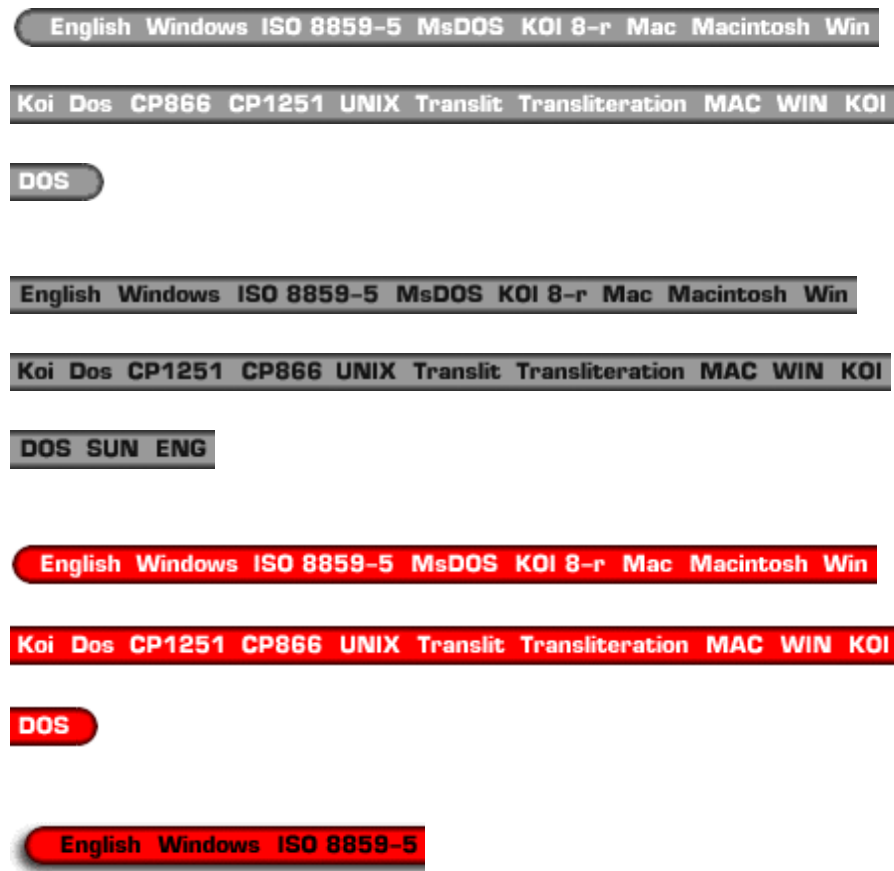 English Windows ISO 8859-5 MsDOS KOI 8-r Mac Macintosh Win
Koi Dos CP866 CP1251 UNIX Translit Transliteration MAC WIN KOI
DOS
English Windows ISO 8859-5 MsDOS KOI 8-r Mac Macintosh Win
Koi Dos CP1251 CP866 UNIX Translit Transliteration MAC WIN KOI
DOS SUN ENG
English Windows ISO 8859-5 MsDOS KOI 8-r Mac Macintosh Win
Koi Dos CP1251 CP866 UNIX Translit Transliteration MAC WIN KOI
DOS
English Windows ISO 8859-5